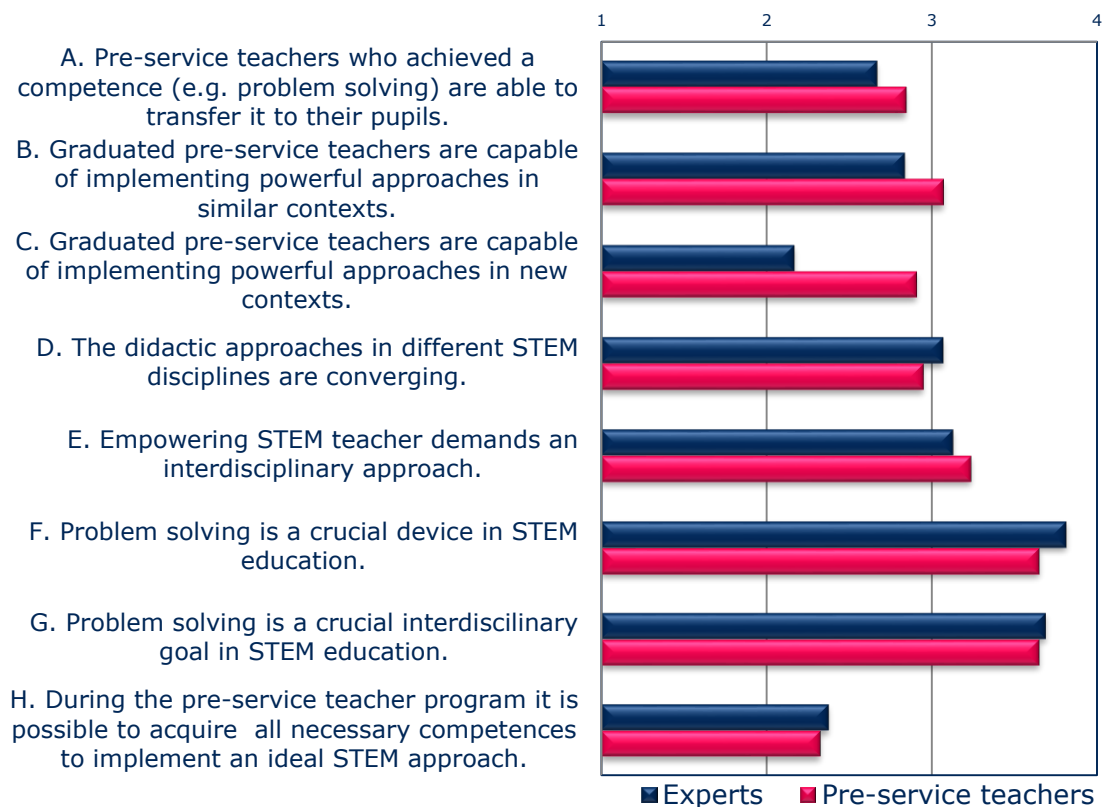 1 2 3 4
A. Pre-service teachers who achieved a
competence (e.g. problem solving) are able to
transfer it to their pupils.
B. Graduated pre-service teachers are capable
of implementing powerful approaches in
similar contexts.
C. Graduated pre-service teachers are capable
of implementing powerful approaches in new
contexts.
D. The didactic approaches in different STEM
disciplines are converging.
E. Empowering STEM teacher demands an
interdisciplinary approach.
F. Problem solving is a crucial device in STEM
education.
G. Problem solving is a crucial interdiscilinary
goal in STEM education.
H. During the pre-service teacher program it is
possible to acquire all necessary competences
to implement an ideal STEM approach.
Experts Pre-service teachers